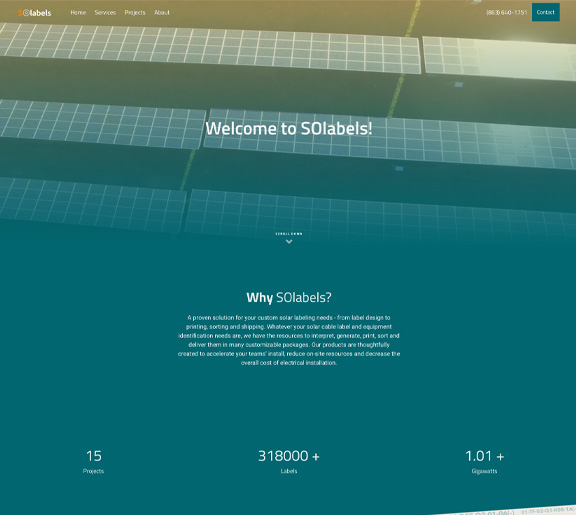 SOlabels
Home Services Projects About
(863) 640-1751
Contact
Welcome to SOlabels!
SCROLL DOWN
Why SOlabels?
A proven solution for your custom solar labeling needs - from label design to
printing, sorting and shipping. Whatever your solar cable label and equipment
identification needs are, we have the resources to interpret, generate, print, sort and
deliver them in many customizable packages. Our products are thoughtfully
created to accelerate your teams' install, reduce on-site resources and decrease the
overall cost of electrical installation.
15
Projects
318000 +
Labels
1.01 +
Gigawatts